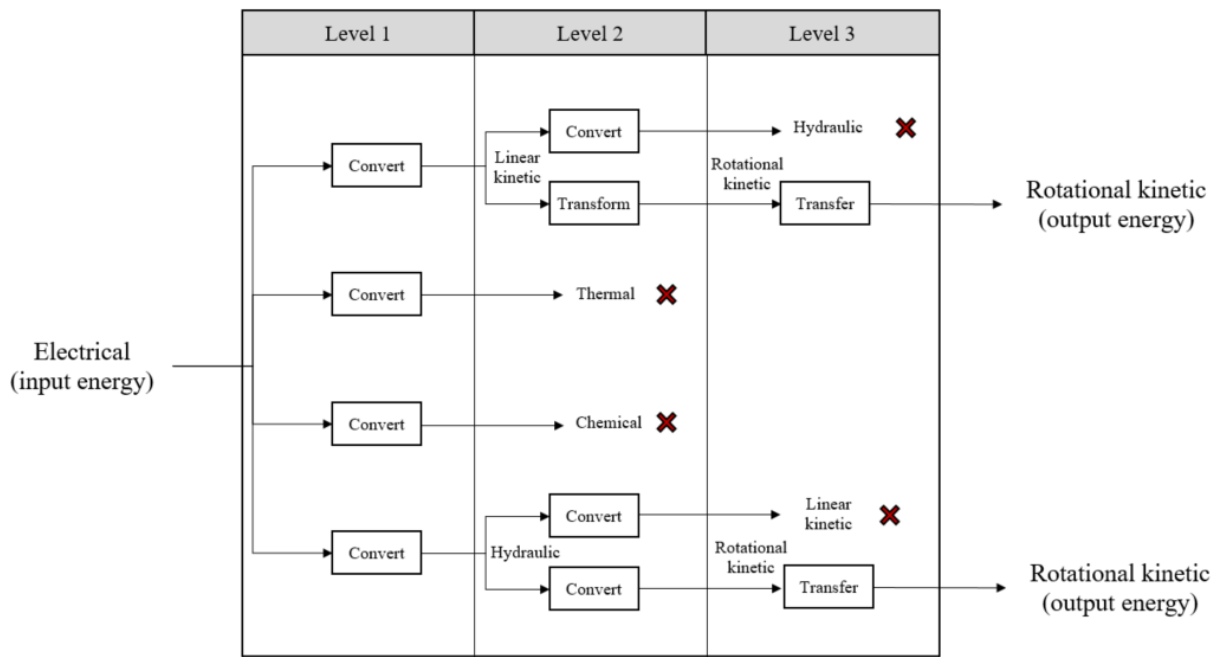 Level 1
Level 2
Level 3
Convert
Hydraulic
Convert
Linear
kinetic
Rotational
kinetic
Transform
Transfer
Rotational kinetic
(output energy)
Convert
Thermal
Electrical
(input energy)
Convert
Chemical
Convert
Linear
kinetic
Convert
Hydraulic
Rotational
kinetic
Convert
Transfer
Rotational kinetic
(output energy)